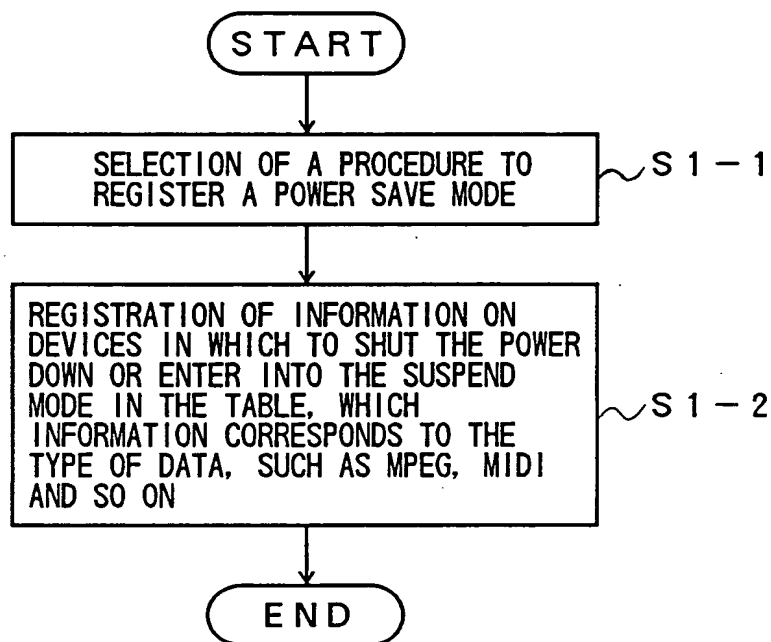 START
SELECTION OF A PROCEDURE TO
REGISTER A POWER SAVE MODE
S1-1
REGISTRATION OF INFORMATION ON
DEVICES IN WHICH TO SHUT THE POWER
DOWN OR ENTER INTO THE SUSPEND
MODE IN THE TABLE, WHICH
INFORMATION CORRESPONDS TO THE
TYPE OF DATA, SUCH AS MPEG, MIDI
AND SO ON
S1-2
END